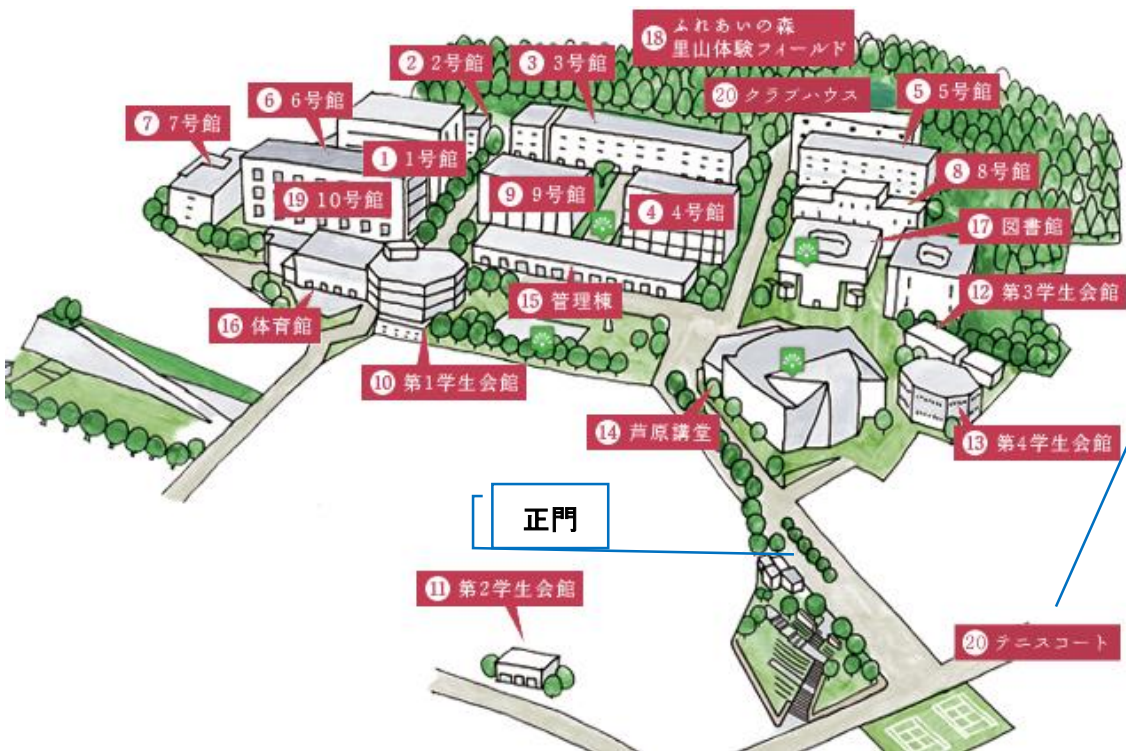 ⑱ ふれあいの森
里山体験フィールド
② 2号館
③ 3号館
⑥ 6号館
⑳ クラブハウス
⑤ 5号館
⑦ 7号館
① 1号館
⑧ 8号館
⑲ 10号館
⑨ 9号館
④ 4号館
⑰ 図書館
⑮ 管理棟
⑫ 第3学生会館
⑯ 体育館
⑩ 第1学生会館
⑭ 芦原講堂
⑬ 第4学生会館
正門
⑪ 第2学生会館
⑳ テニスコート